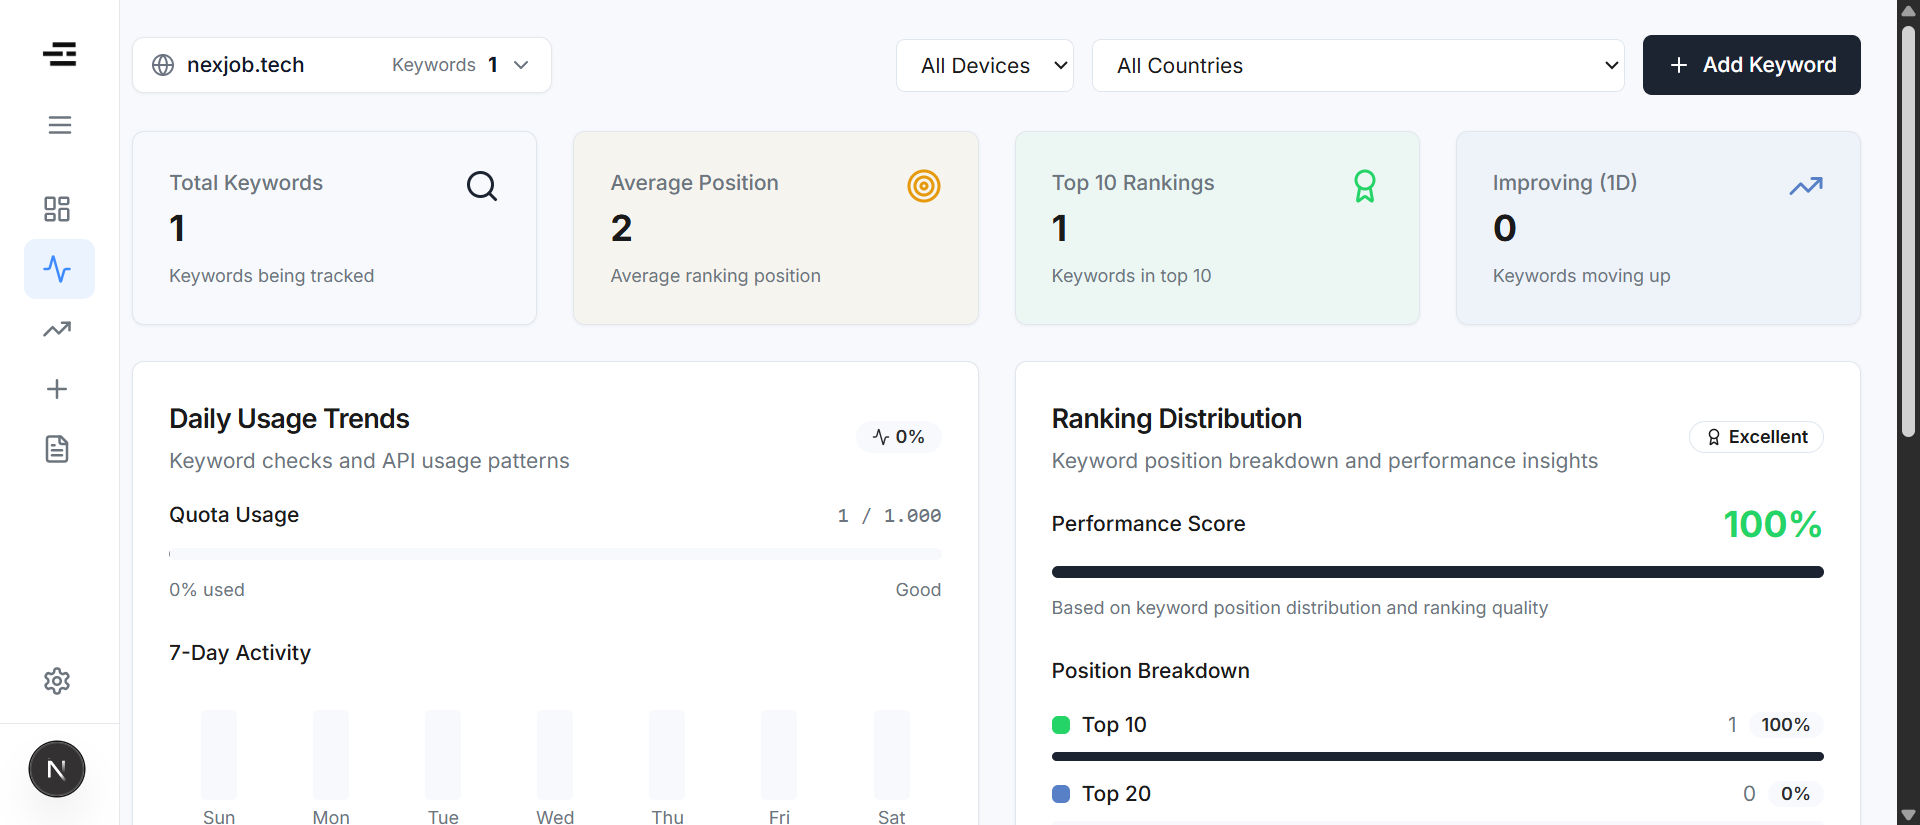 nexjob.tech Keywords 1
All Devices
All Countries
Add Keyword
Total Keywords
1
Keywords being tracked
Average Position
2
Average ranking position
Top 10 Rankings
1
Keywords in top 10
Improving (1D)
0
Keywords moving up
Daily Usage Trends
Keyword checks and API usage patterns
0%
Quota Usage
1 / 1.000
0% used
Good
7-Day Activity
Sun Mon Tue Wed Thu Fri Sat
Ranking Distribution
Keyword position breakdown and performance insights
Excellent
Performance Score
100%
Based on keyword position distribution and ranking quality
Position Breakdown
Top 10 1 100%
Top 20 0 0%
N